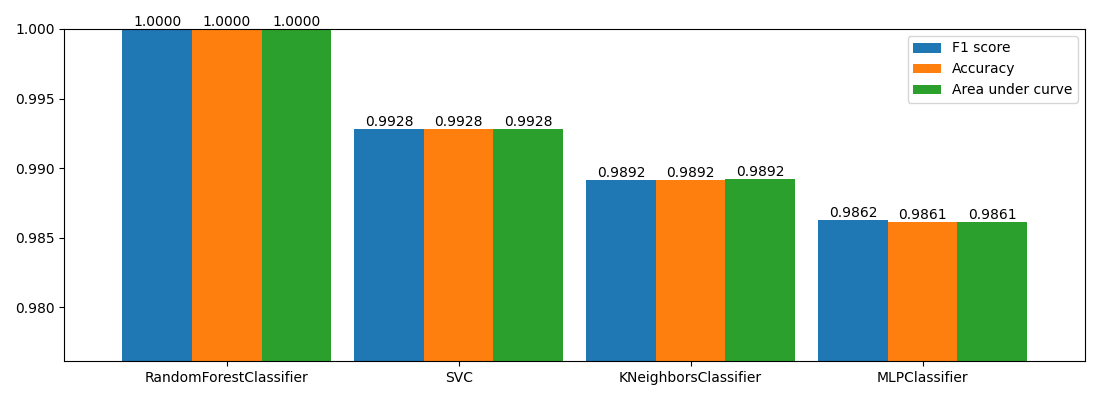 1.0000 1.0000 1.0000
1.000
F1 score
Accuracy
Area under curve
0.995
0.9928 0.9928 0.9928
0.990
0.9892 0.9892 0.9892
0.985
0.9862 0.9861 0.9861
0.980
RandomForestClassifier SVC KNeighborsClassifier MLPClassifier